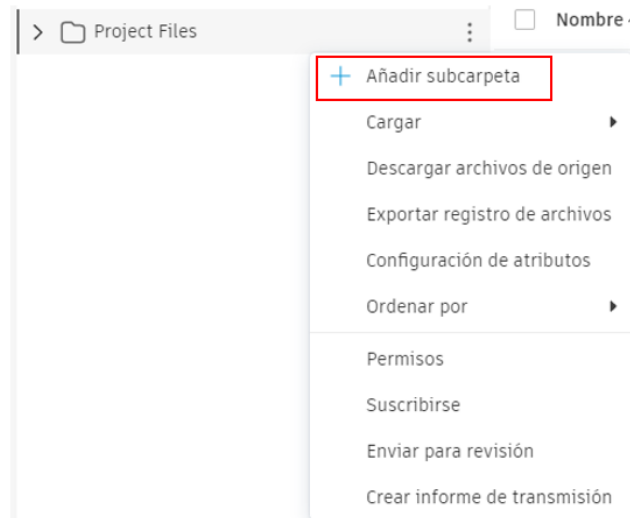 Project Files
Nombre
Añadir subcarpeta
Cargar
Descargar archivos de origen
Exportar registro de archivos
Configuración de atributos
Ordenar por
Permisos
Suscribirse
Enviar para revisión
Crear informe de transmisión